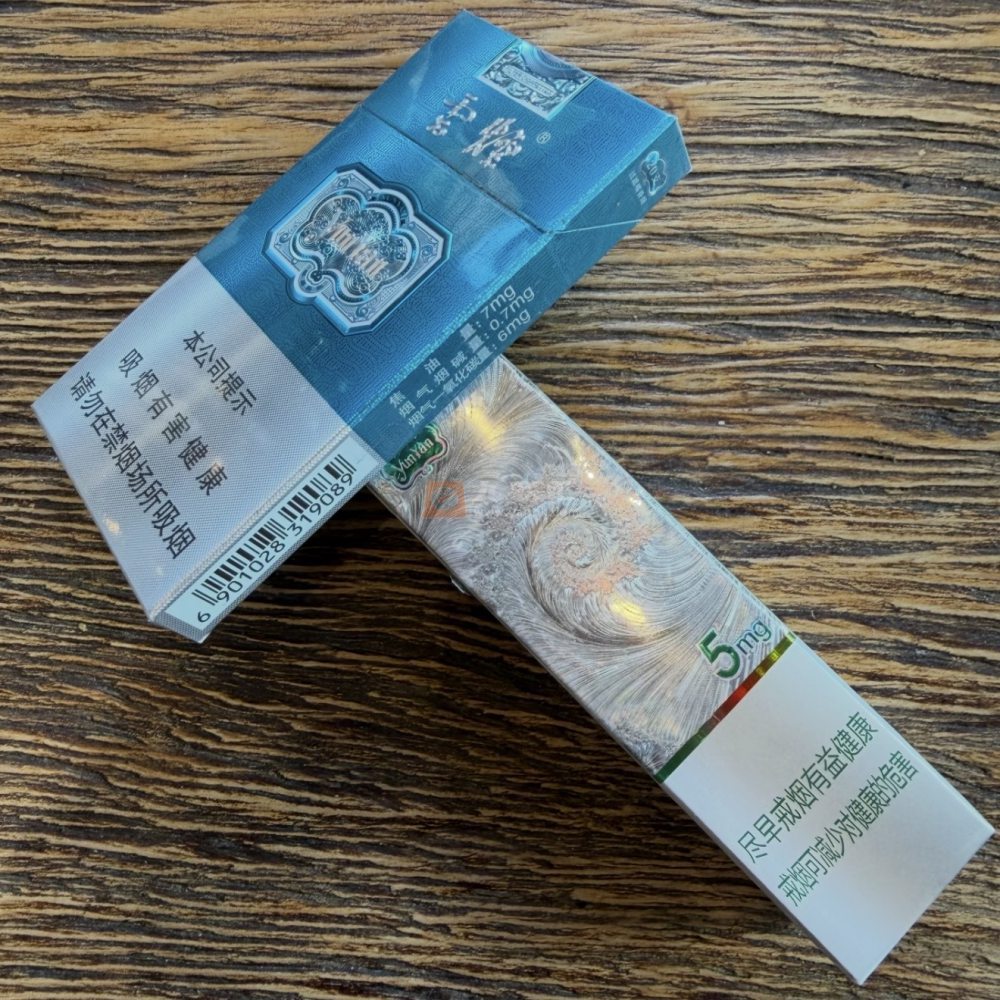 玉溪®
本公司提示
吸烟有害健康
请勿在禁烟场所吸烟
焦油量：7mg
烟气烟碱量：0.7mg
烟气一氧化碳量：6mg
6 901028 319089
YunYan
5mg
尽早戒烟有益健康
戒烟可减少对健康的危害